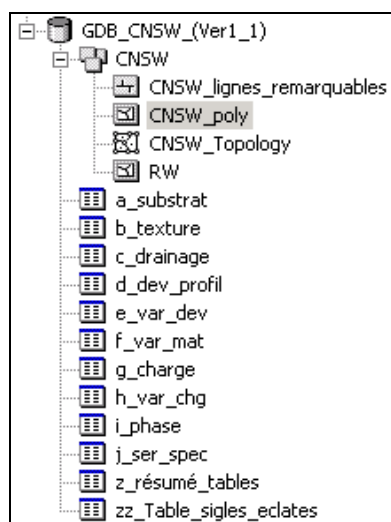 GDB_CNSW_(Ver1_1)
CNSW
CNSW_lignes_remarquables
CNSW_poly
CNSW_Topology
RW
a_substrat
b_texture
c_drainage
d_dev_profil
e_var_dev
f_var_mat
g_charge
h_var_chg
i_phase
j_ser_spec
z_résumé_tables
zz_Table_sigles_eclates